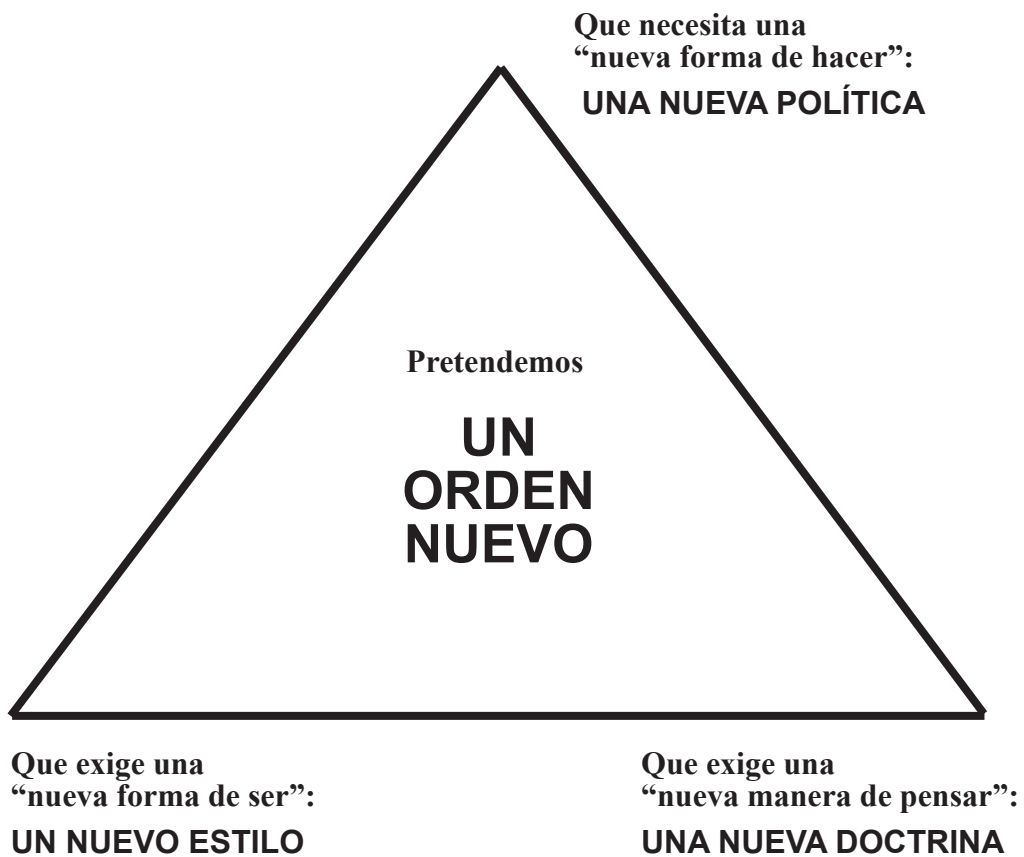 Que necesita una
“nueva forma de hacer”:
UNA NUEVA POLÍTICA
Pretendemos
UN
ORDEN
NUEVO
Que exige una
“nueva forma de ser”:
UN NUEVO ESTILO
Que exige una
“nueva manera de pensar”:
UNA NUEVA DOCTRINA